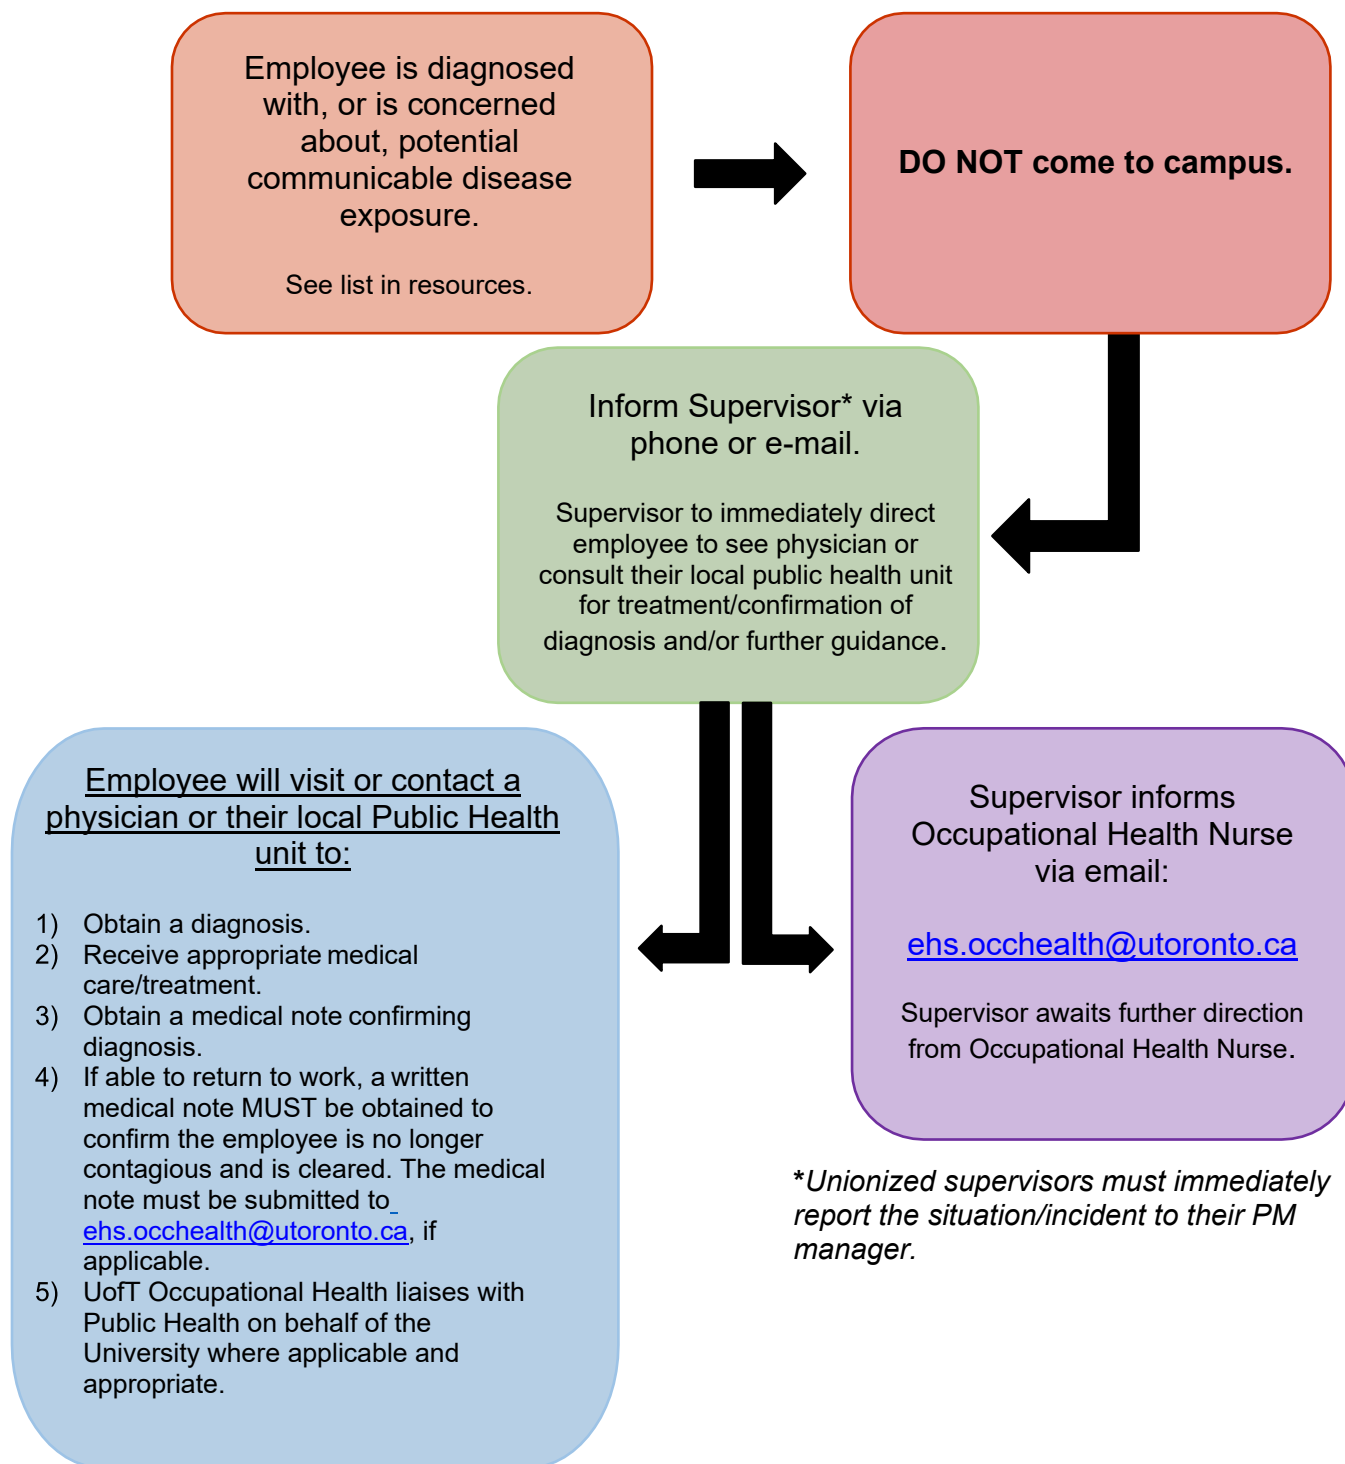 Employee is diagnosed
with, or is concerned
about, potential
communicable disease
exposure.
See list in resources.
DO NOT come to campus.
Inform Supervisor* via
phone or e-mail.
Supervisor to immediately direct
employee to see physician or
consult their local public health unit
for treatment/confirmation of
diagnosis and/or further guidance.
Employee will visit or contact a
physician or their local Public Health
unit to:
1) Obtain a diagnosis.
2) Receive appropriate medical
care/treatment.
3) Obtain a medical note confirming
diagnosis.
4) If able to return to work, a written
medical note MUST be obtained to
confirm the employee is no longer
contagious and is cleared. The medical
note must be submitted to
ehs.occhealth@utoronto.ca, if
applicable.
5) UofT Occupational Health liaises with
Public Health on behalf of the
University where applicable and
appropriate.
Supervisor informs
Occupational Health Nurse
via email:
ehs.occhealth@utoronto.ca
Supervisor awaits further direction
from Occupational Health Nurse.
*Unionized supervisors must immediately
report the situation/incident to their PM
manager.